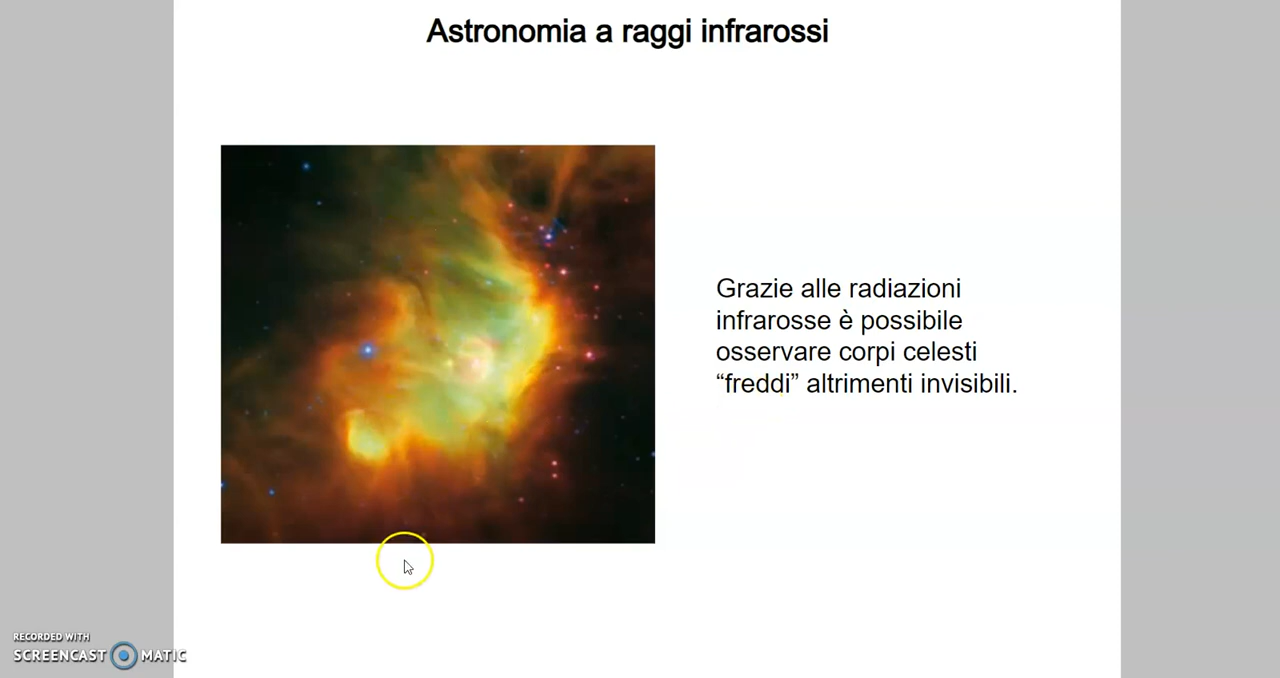 Astronomia a raggi infrarossi
Grazie alle radiazioni
infrarosse è possibile
osservare corpi celesti
“freddi” altrimenti invisibili.
RECORDED WITH
SCREENCAST MATIC